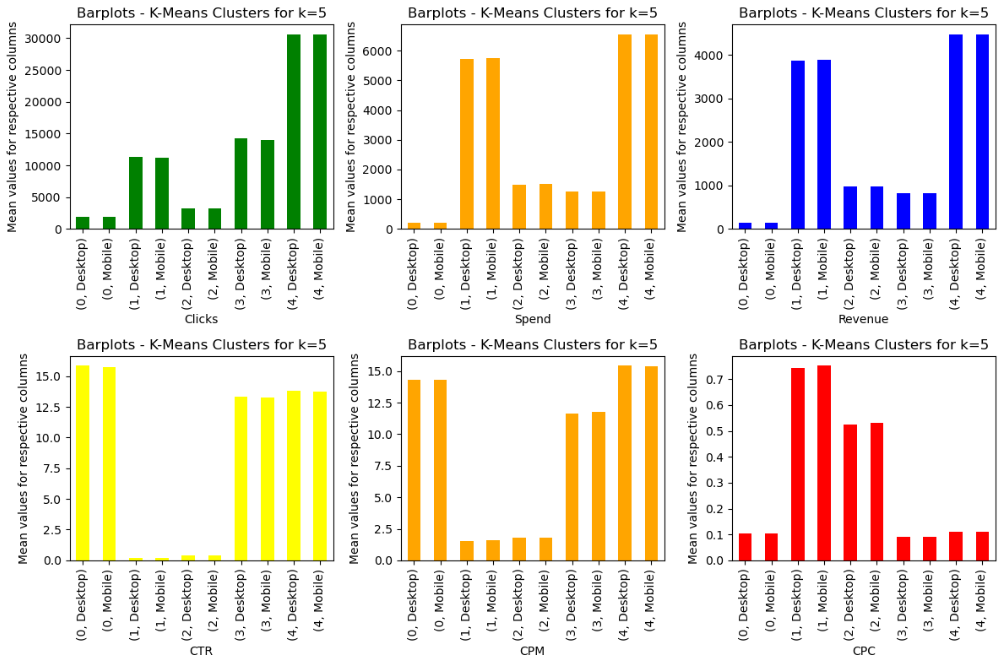 Barplots - K-Means Clusters for k=5
Mean values for respective columns
30000
25000
20000
15000
10000
5000
0
(0, Desktop)
(0, Mobile)
(1, Desktop)
(1, Mobile)
(2, Desktop)
(2, Mobile)
(3, Desktop)
(3, Mobile)
(4, Desktop)
(4, Mobile)
Clicks
Barplots - K-Means Clusters for k=5
Mean values for respective columns
6000
5000
4000
3000
2000
1000
0
(0, Desktop)
(0, Mobile)
(1, Desktop)
(1, Mobile)
(2, Desktop)
(2, Mobile)
(3, Desktop)
(3, Mobile)
(4, Desktop)
(4, Mobile)
Spend
Barplots - K-Means Clusters for k=5
Mean values for respective columns
4000
3000
2000
1000
0
(0, Desktop)
(0, Mobile)
(1, Desktop)
(1, Mobile)
(2, Desktop)
(2, Mobile)
(3, Desktop)
(3, Mobile)
(4, Desktop)
(4, Mobile)
Revenue
Barplots - K-Means Clusters for k=5
Mean values for respective columns
15.0
12.5
10.0
7.5
5.0
2.5
0.0
(0, Desktop)
(0, Mobile)
(1, Desktop)
(1, Mobile)
(2, Desktop)
(2, Mobile)
(3, Desktop)
(3, Mobile)
(4, Desktop)
(4, Mobile)
CTR
Barplots - K-Means Clusters for k=5
Mean values for respective columns
15.0
12.5
10.0
7.5
5.0
2.5
0.0
(0, Desktop)
(0, Mobile)
(1, Desktop)
(1, Mobile)
(2, Desktop)
(2, Mobile)
(3, Desktop)
(3, Mobile)
(4, Desktop)
(4, Mobile)
CPM
Barplots - K-Means Clusters for k=5
Mean values for respective columns
0.7
0.6
0.5
0.4
0.3
0.2
0.1
0.0
(0, Desktop)
(0, Mobile)
(1, Desktop)
(1, Mobile)
(2, Desktop)
(2, Mobile)
(3, Desktop)
(3, Mobile)
(4, Desktop)
(4, Mobile)
CPC